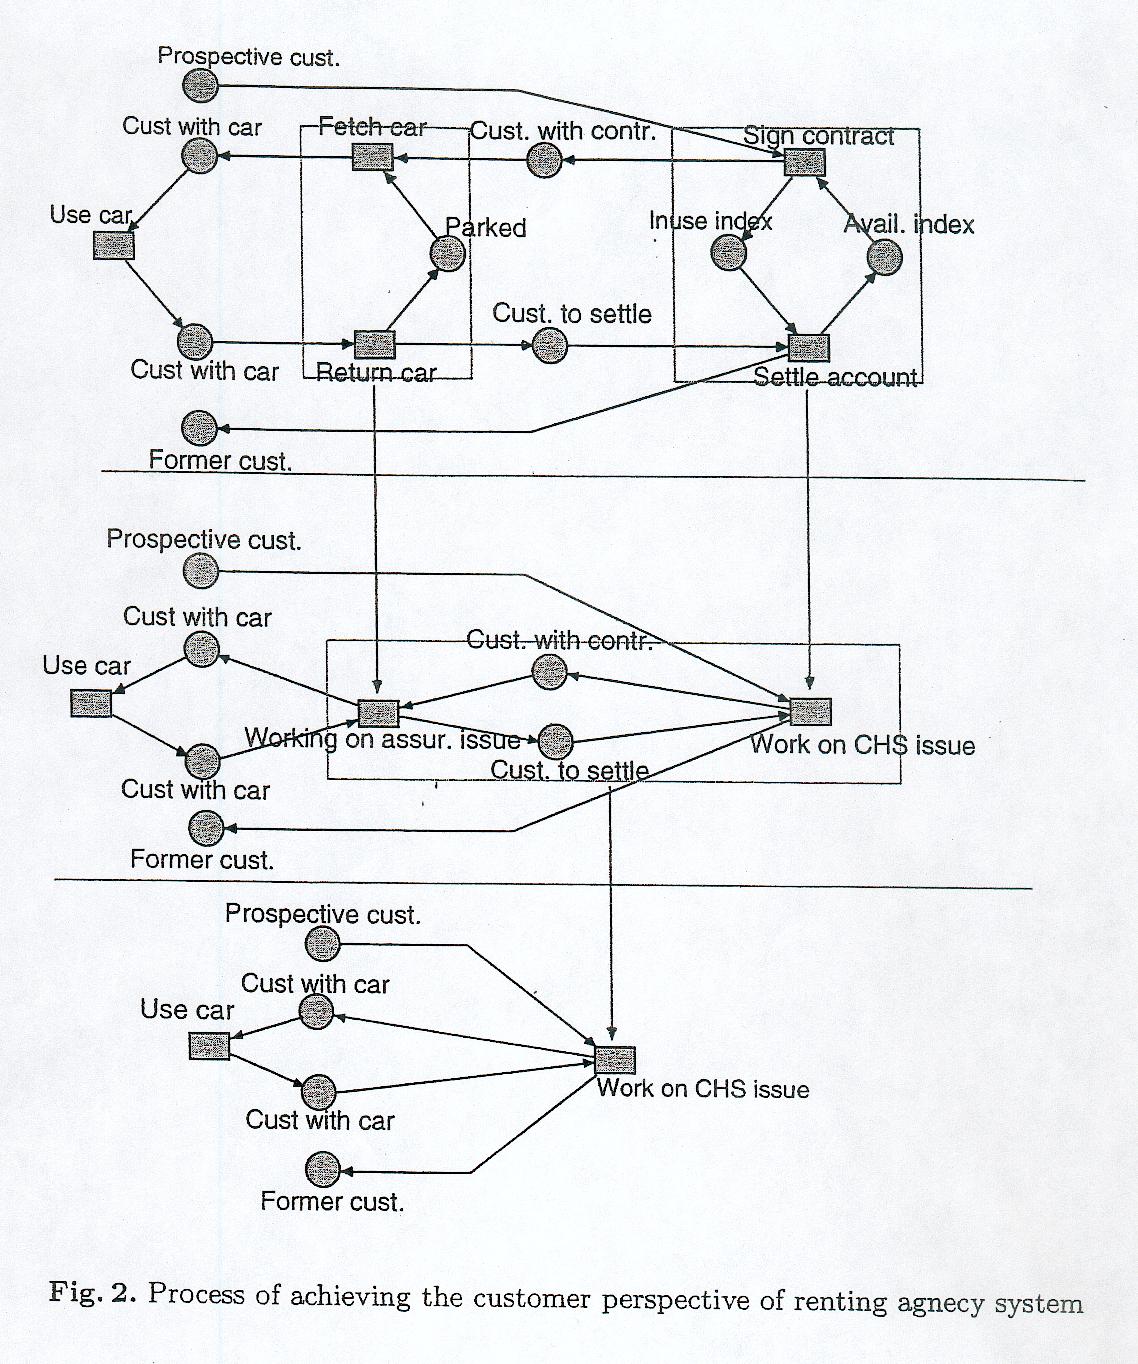 Prospective cust.
Cust with car
Fetch car
Cust. with contr.
Sign contract
Use car
Parked
Inuse index
Avail. index
Cust. to settle
Cust with car
Return car
Settle account
Former cust.
Prospective cust.
Cust with car
Cust. with contr.
Use car
Working on assur. issue
Work on CHS issue
Cust. to settle
Cust with car
Former cust.
Prospective cust.
Cust with car
Use car
Work on CHS issue
Cust with car
Former cust.
Fig. 2. Process of achieving the customer perspective of renting agnecy system